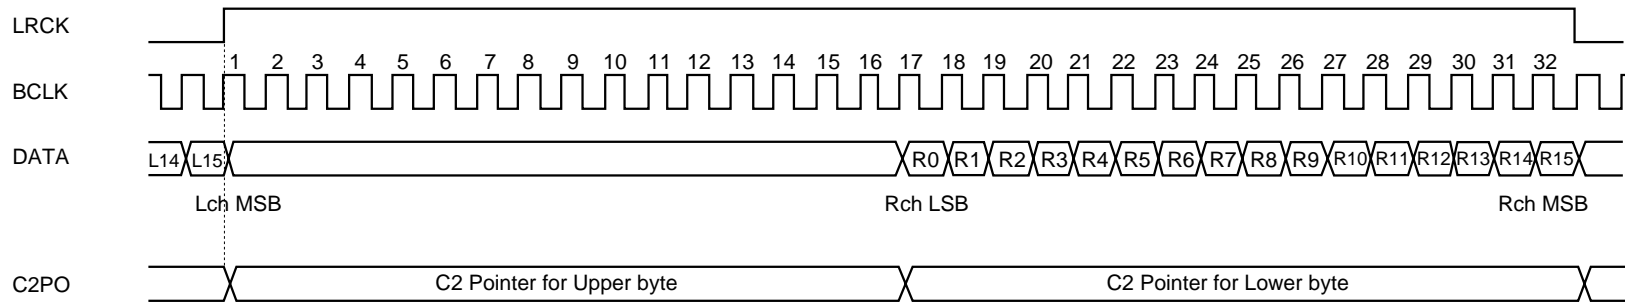 LRCK
1 2 3 4 5 6 7 8 9 10 11 12 13 14 15 16 17 18 19 20 21 22 23 24 25 26 27 28 29 30 31 32
BCLK
DATA L14 L15 R0 R1 R2 R3 R4 R5 R6 R7 R8 R9 R10 R11 R12 R13 R14 R15
Lch MSB Rch LSB Rch MSB
C2PO C2 Pointer for Upper byte C2 Pointer for Lower byte